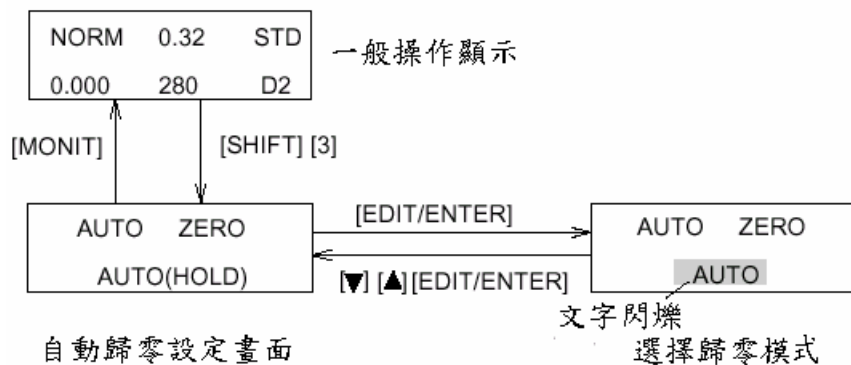 NORM 0.32 STD
0.000 280 D2
一般操作顯示
[MONIT] [SHIFT] [3]
AUTO ZERO
AUTO(HOLD)
[EDIT/ENTER]
[▼] [▲][EDIT/ENTER]
AUTO ZERO
AUTO
文字閃爍
自動歸零設定畫面
選擇歸零模式